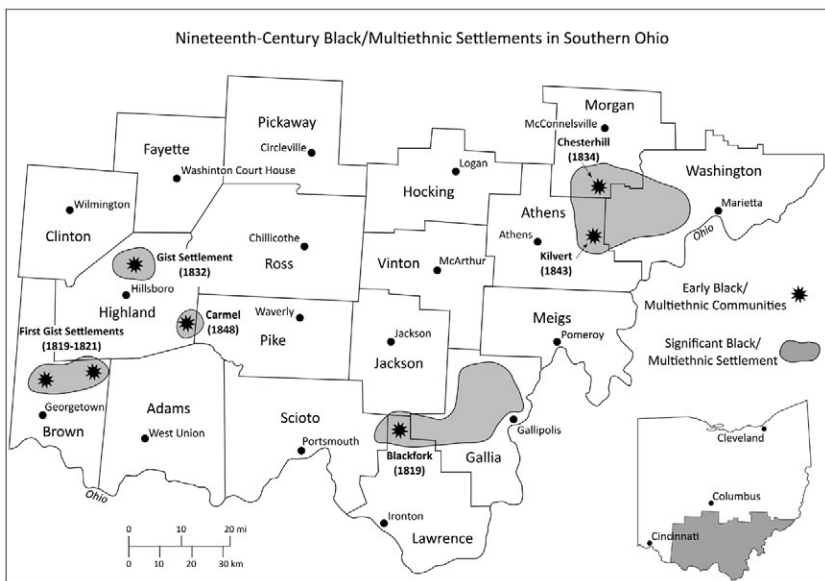 Nineteenth-Century Black/Multiethnic Settlements in Southern Ohio
Morgan
McConnelsville
Chesterhill
(1834)
Pickaway
Circleville
Fayette
Washinton Court House
Logan
Hocking
Washington
Marietta
Ohio
Wilmington
Clinton
Athens
Athens
Kilvert
(1843)
Chillicothe
Ross
Gist Settlement
(1832)
Vinton
McArthur
Hillsboro
Highland
Carmel
(1848)
Waverly
Pike
Meigs
Pomeroy
Early Black/
Multiethnic Communities
First Gist Settlements
(1819-1821)
Jackson
Jackson
Significant Black/
Multiethnic Settlement
Georgetown
Brown
Adams
West Union
Scioto
Portsmouth
Blackfork
(1819)
Gallipolis
Gallia
Ohio
Ironton
Lawrence
Cleveland
Columbus
Cincinnati
0 10 20 mi
0 10 20 30 km